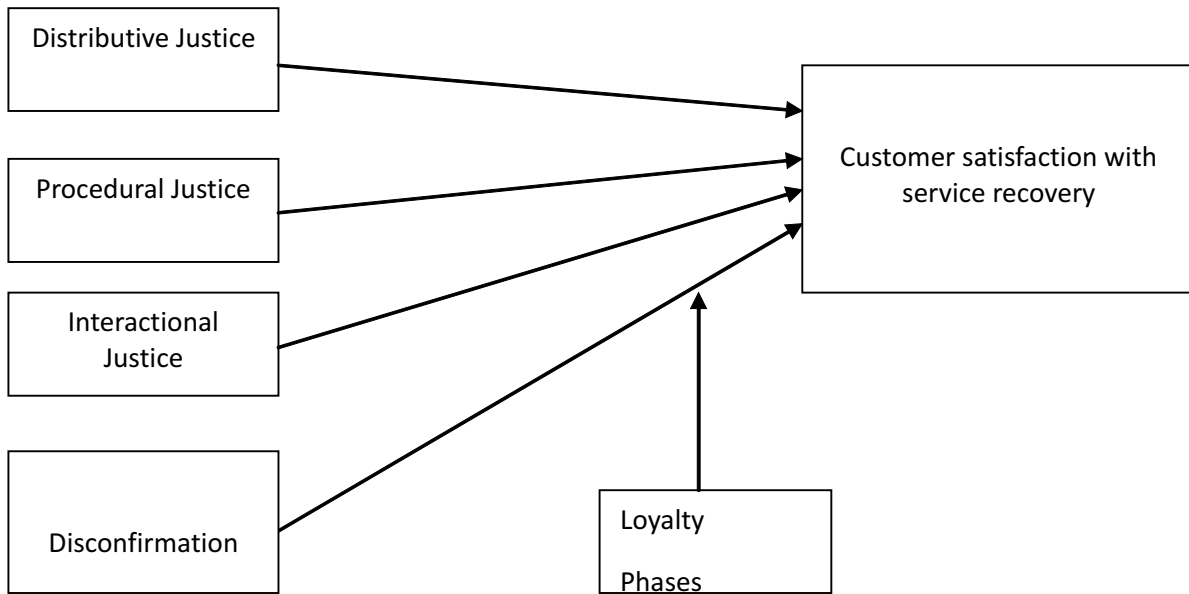 Distributive Justice
Procedural Justice
Interactional
Justice
Disconfirmation
Customer satisfaction with
service recovery
Loyalty
Phases